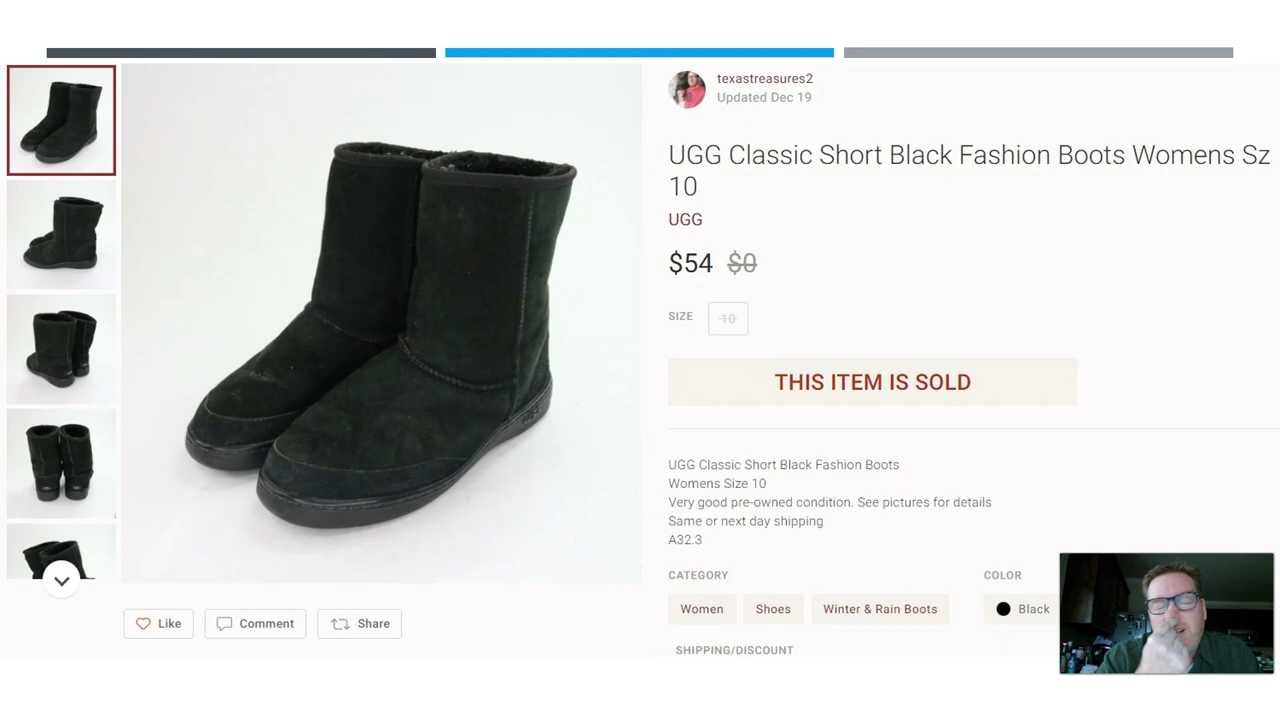 texastreasures2
Updated Dec 19
UGG Classic Short Black Fashion Boots Womens Sz
10
UGG
$54 $0
SIZE 10
THIS ITEM IS SOLD
UGG Classic Short Black Fashion Boots
Womens Size 10
Very good pre-owned condition. See pictures for details
Same or next day shipping
A32.3
CATEGORY
COLOR
Women Shoes Winter & Rain Boots
Black
Like Comment Share
SHIPPING/DISCOUNT